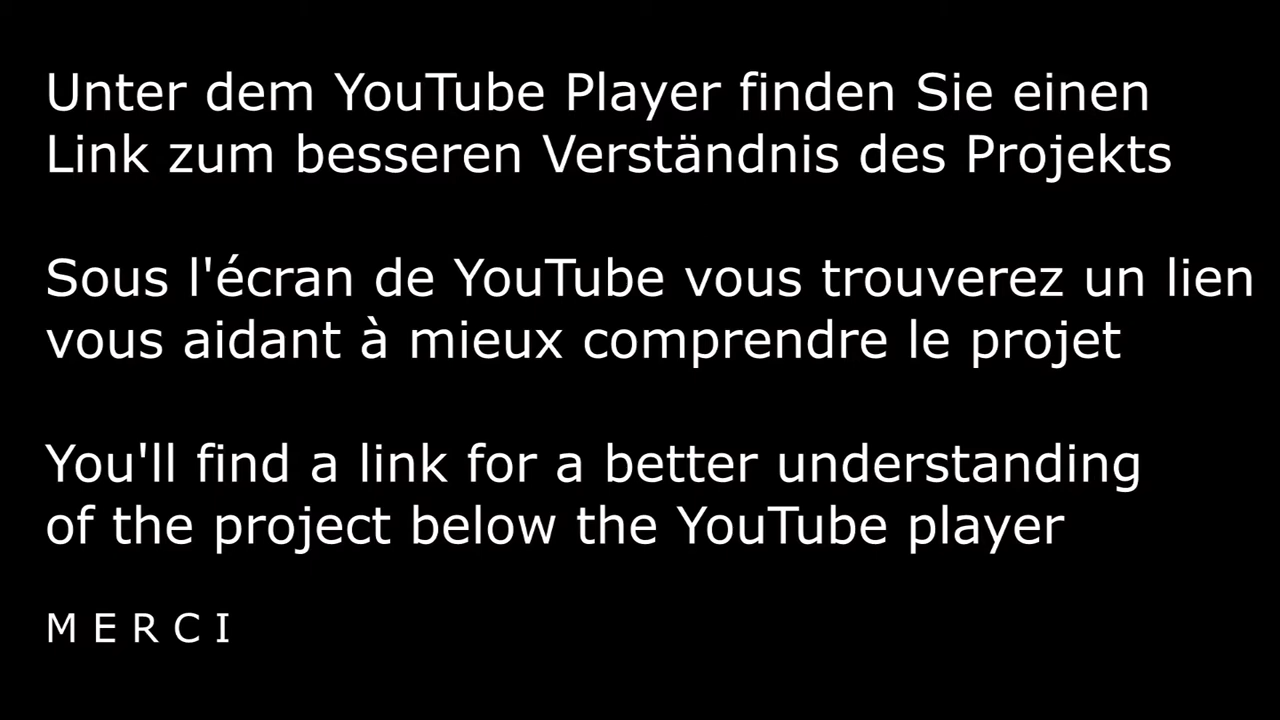 Unter dem YouTube Player finden Sie einen
Link zum besseren Verständnis des Projekts
Sous l'écran de YouTube vous trouverez un lien
vous aidant à mieux comprendre le projet
You'll find a link for a better understanding
of the project below the YouTube player
M E R C I